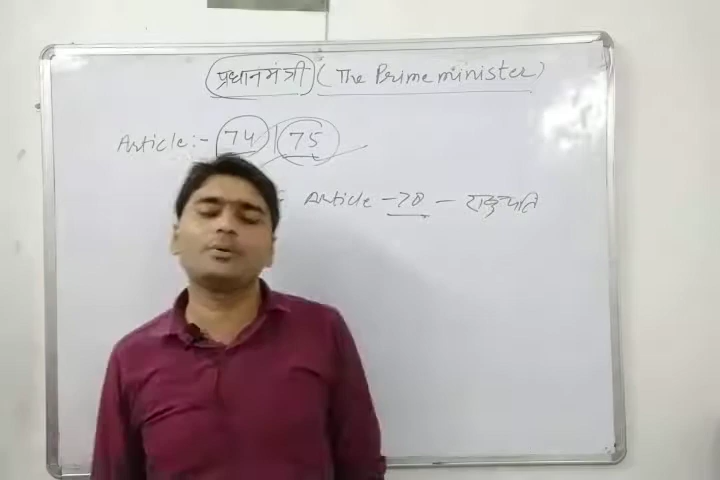 प्रधानमंत्री (The Prime minister)
Article:- 74 | 75
Article - 78 - राष्ट्रपति